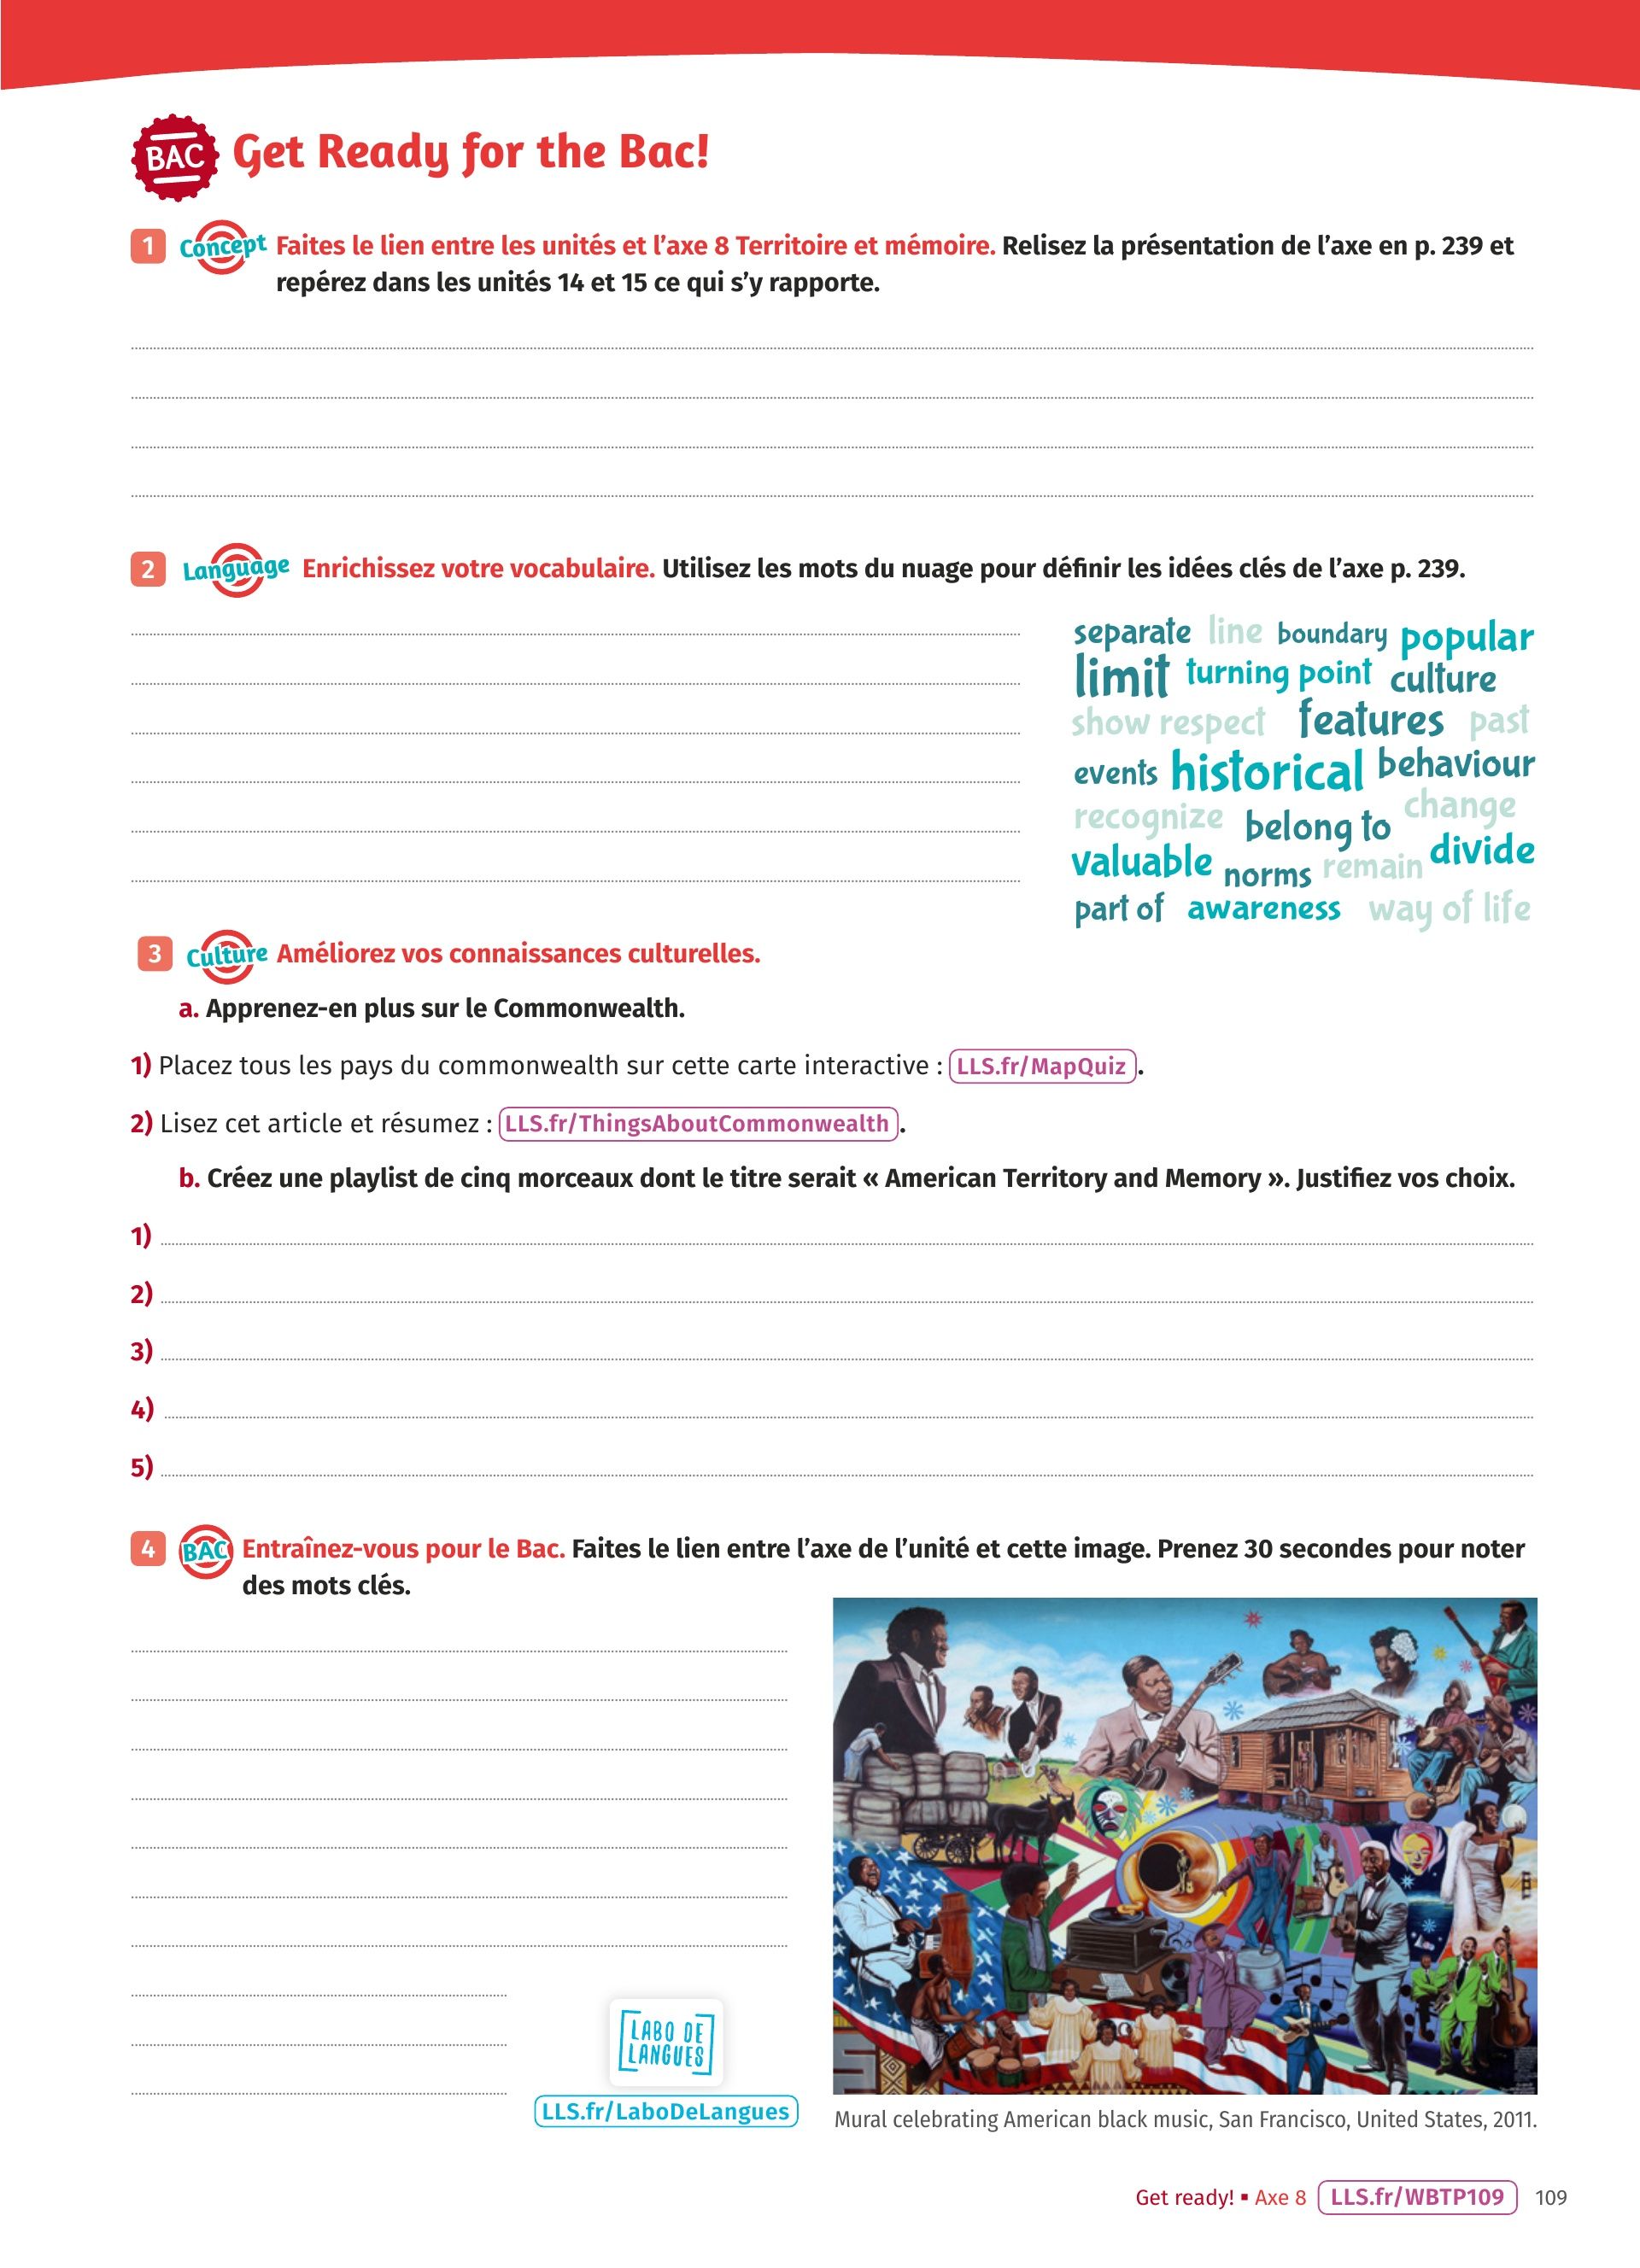 BAC
Get Ready for the Bac!
1 Concept Faites le lien entre les unités et l'axe 8 Territoire et mémoire. Relisez la présentation de l'axe en p. 239 et
repérez dans les unités 14 et 15 ce qui s'y rapporte.
2 Language Enrichissez votre vocabulaire. Utilisez les mots du nuage pour définir les idées clés de l'axe p. 239.
separate line boundary popular
limit turning point culture
show respect features past
events historical behaviour
recognize belong to change
valuable norms remain divide
part of awareness way of life
3 Culture Améliorez vos connaissances culturelles.
a. Apprenez-en plus sur le Commonwealth.
1) Placez tous les pays du commonwealth sur cette carte interactive : LLS.fr/MapQuiz .
2) Lisez cet article et résumez : LLS.fr/ThingsAboutCommonwealth .
b. Créez une playlist de cinq morceaux dont le titre serait « American Territory and Memory ». Justifiez vos choix.
1)
2)
3)
4)
5)
4 BAC Entraînez-vous pour le Bac. Faites le lien entre l'axe de l'unité et cette image. Prenez 30 secondes pour noter
des mots clés.
LABO DE
LANGUES
LLS.fr/LaboDeLangues
Mural celebrating American black music, San Francisco, United States, 2011.
Get ready! ▪ Axe 8 LLS.fr/WBTP109 109